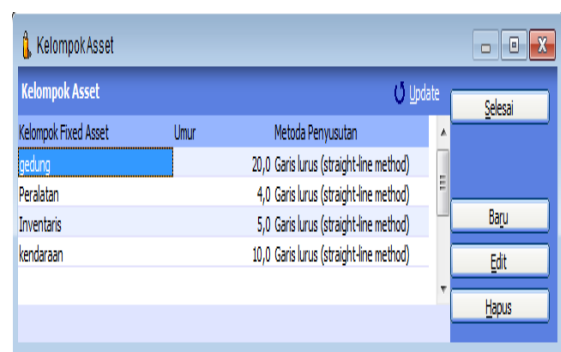 Kelompok Asset
Kelompok Asset Update
Selesai
Kelompok Fixed Asset Umur Metoda Penyusutan
gedung 20,0 Garis lurus (straight-line method)
Peralatan 4,0 Garis lurus (straight-line method)
Inventaris 5,0 Garis lurus (straight-line method)
Baru
kendaraan 10,0 Garis lurus (straight-line method)
Edit
Hapus